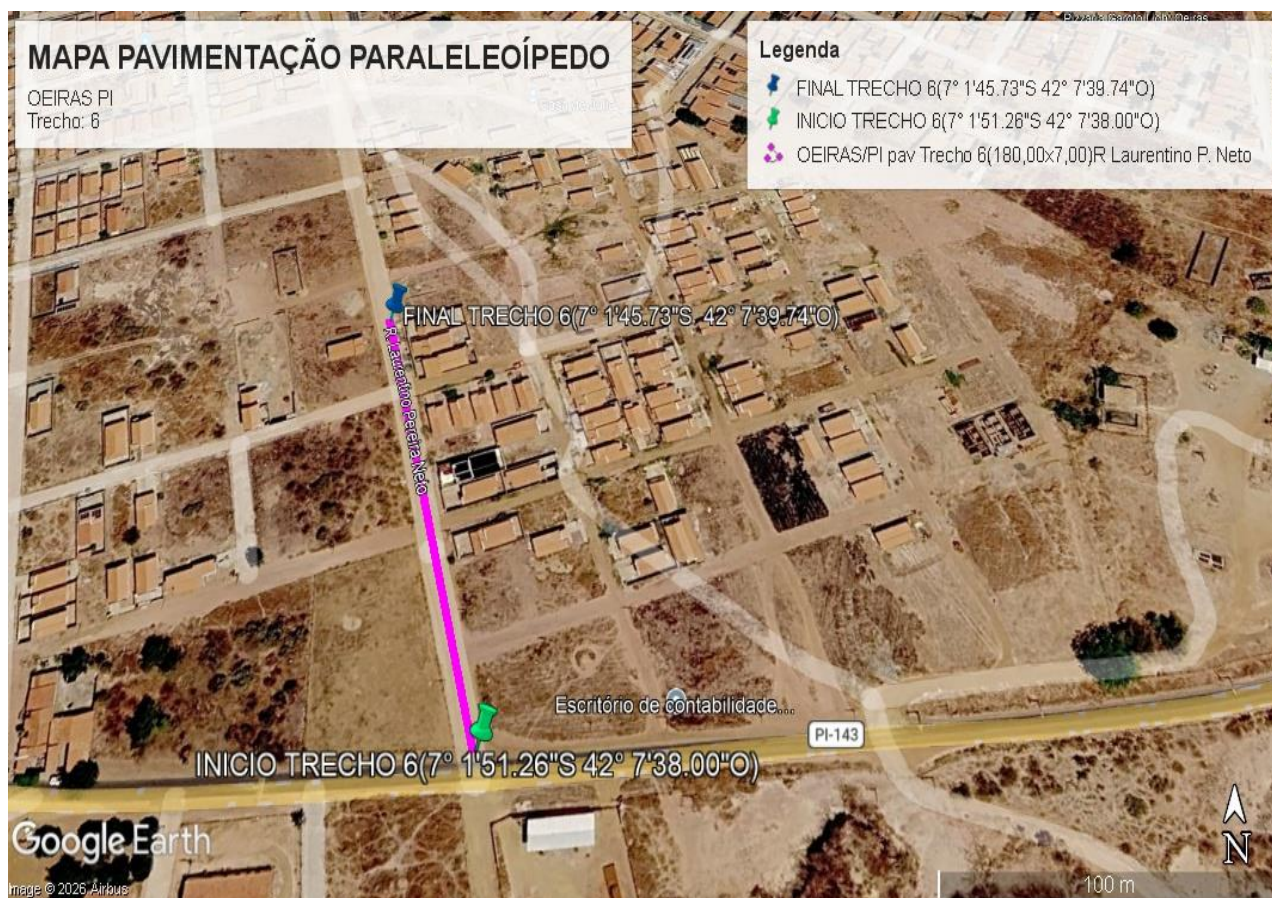 MAPA PAVIMENTAÇÃO PARALELEOÍPEDO
OEIRAS PI
Trecho: 6
Legenda
FINAL TRECHO 6(7° 1'45.73"S 42° 7'39.74"O)
INICIO TRECHO 6(7° 1'51.26"S 42° 7'38.00"O)
OEIRAS/PI pav Trecho 6(180,00x7,00)R Laurentino P. Neto
FINAL TRECHO 6(7° 1'45.73"S 42° 7'39.74"O)
R Laurentino Pereira Neto
Escritório de contabilidade...
PI-143
INICIO TRECHO 6(7° 1'51.26"S 42° 7'38.00"O)
Google Earth
N
Image © 2026 Airbus
100 m